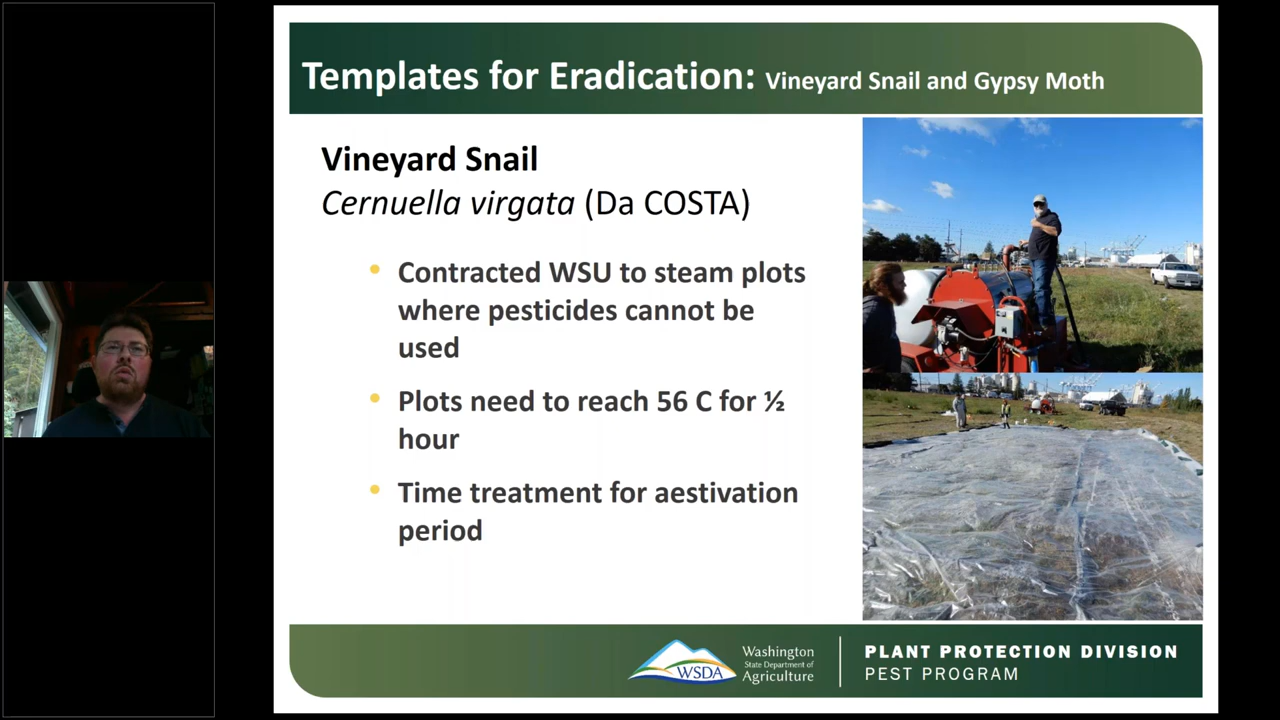 Templates for Eradication: Vineyard Snail and Gypsy Moth
Vineyard Snail
Cernuella virgata (Da COSTA)
• Contracted WSU to steam plots
where pesticides cannot be
used
• Plots need to reach 56 C for ½
hour
• Time treatment for aestivation
period
WSDA
Washington
State Department of
Agriculture
PLANT PROTECTION DIVISION
PEST PROGRAM